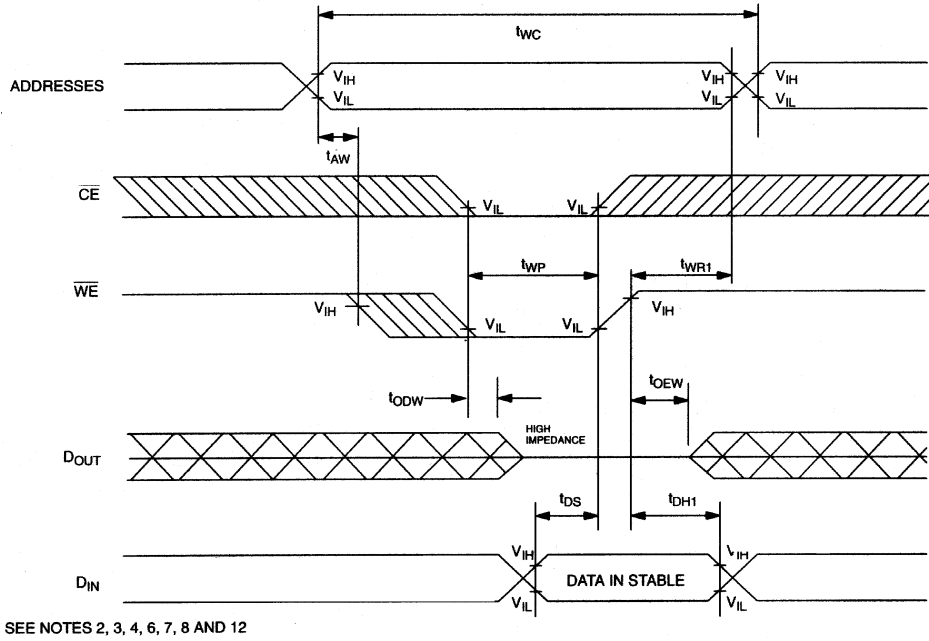 tWC
ADDRESSES
VIH
VIL
VIH
VIL
VIH
VIL
tAW
CE
VIL
VIL
tWP
tWR1
WE
VIH
VIL
VIL
VIH
tODW
tOEW
HIGH
IMPEDANCE
DOUT
tDS
tDH1
VIH
VIH
DIN
DATA IN STABLE
VIL
VIL
SEE NOTES 2, 3, 4, 6, 7, 8 AND 12